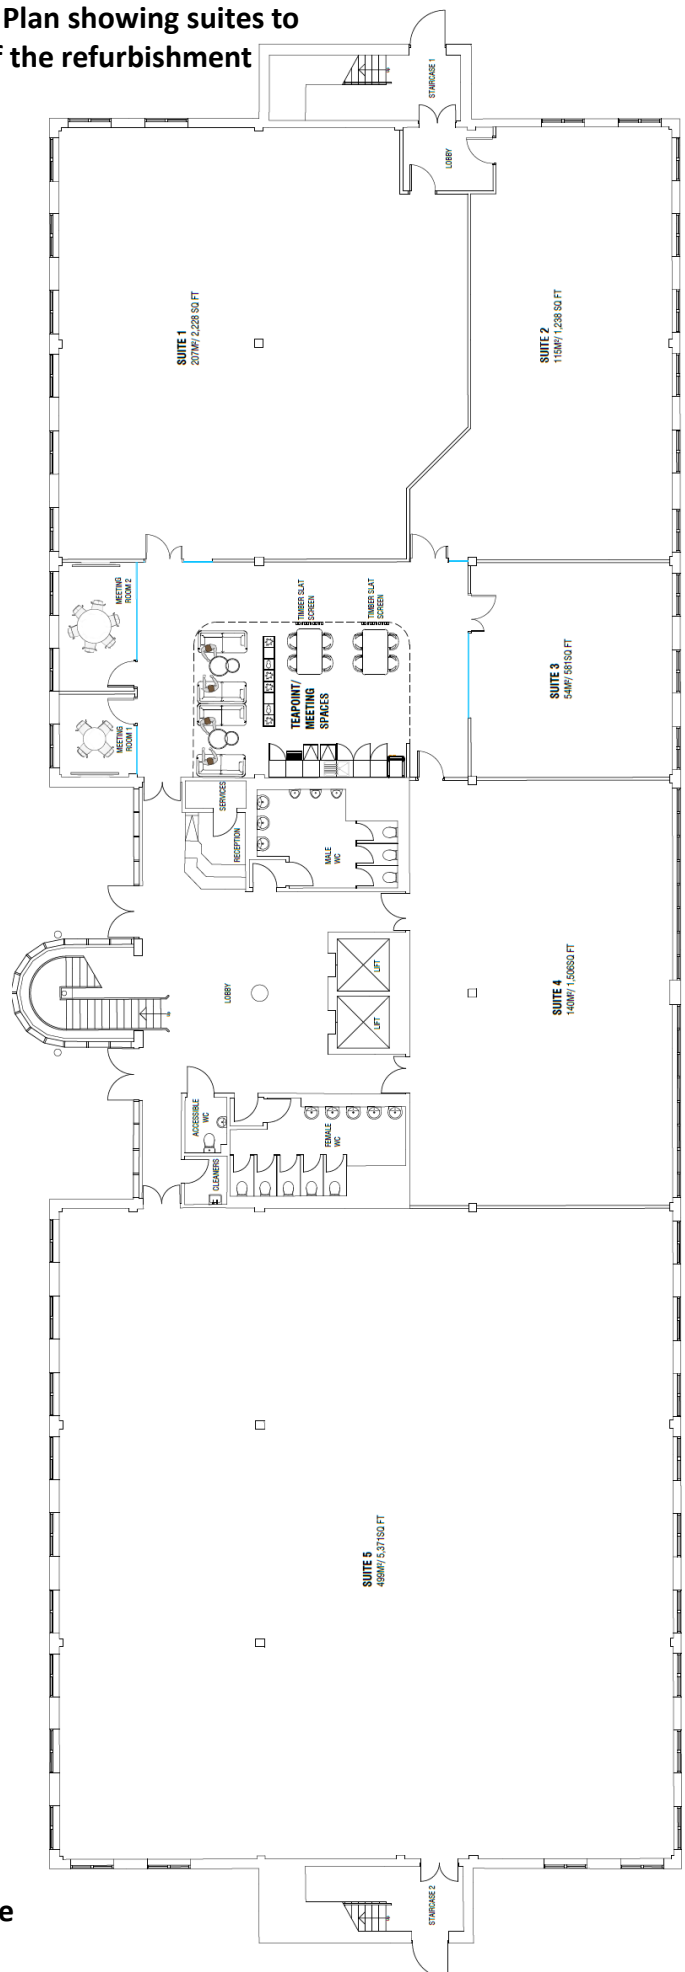 Plan showing suites to
f the refurbishment
STAIRCASE 1
LOBBY
SUITE 1
207M²/ 2,228 SQ FT
SUITE 2
115M²/ 1,238 SQ FT
MEETING
ROOM 2
TIMBER SLAT
SCREEN
TIMBER SLAT
SCREEN
SUITE 3
54M²/ 581SQ FT
TEAPOINT/
MEETING
SPACES
MEETING
ROOM 1
SERVICES
RECEPTION
MALE
WC
LOBBY
LIFT
LIFT
SUITE 4
140M²/ 1,506SQ FT
ACCESSIBLE
WC
FEMALE
WC
CLEANERS
SUITE 5
499M²/ 5,371SQ FT
STAIRCASE 2
e